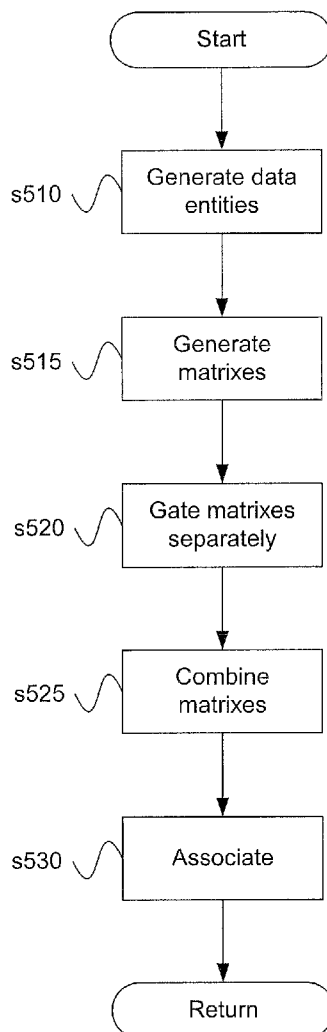 Start
s510
Generate data
entities
s515
Generate
matrixes
s520
Gate matrixes
separately
s525
Combine
matrixes
s530
Associate
Return